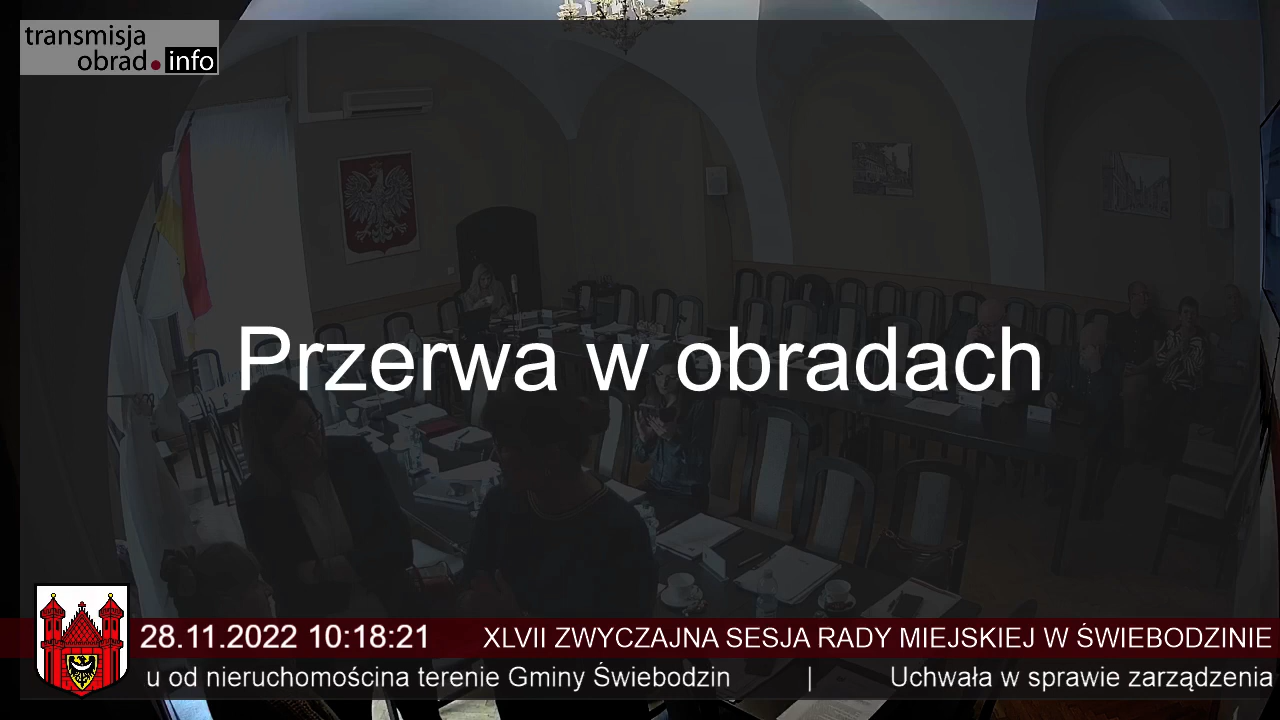 transmisja
obrad.info
Przerwa w obradach
28.11.2022 10:18:21 XLVII ZWYCZAJNA SESJA RADY MIEJSKIEJ W ŚWIEBODZINIE
u od nieruchomościna terenie Gminy Świebodzin | Uchwała w sprawie zarządzenia